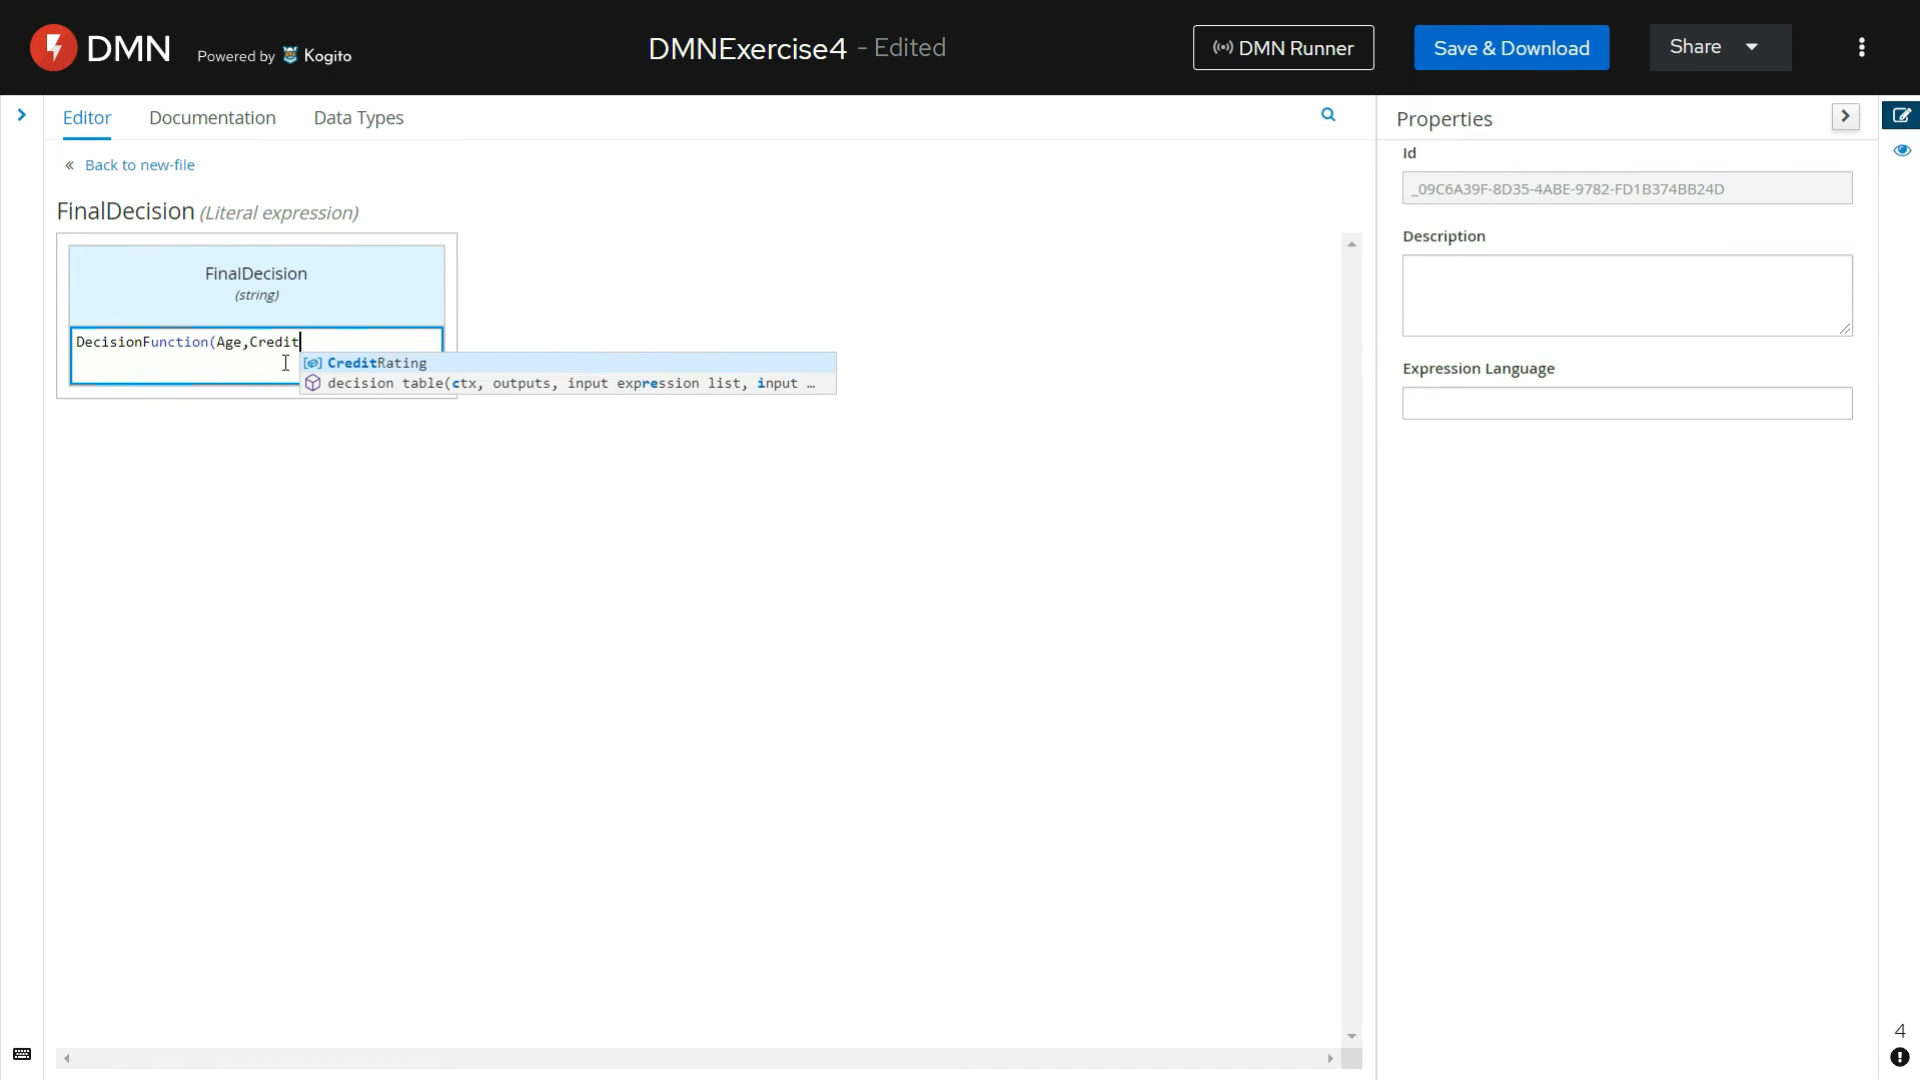 DMN Powered by Kogito
DMNExercise4 - Edited
DMN Runner
Save & Download
Share
Editor Documentation Data Types
« Back to new-file
FinalDecision (Literal expression)
FinalDecision
(string)
DecisionFunction(Age,Credit
CreditRating
decision table(ctx, outputs, input expression list, input …
Properties
Id
_09C6A39F-8D35-4ABE-9782-FD1B374BB24D
Description
Expression Language
4